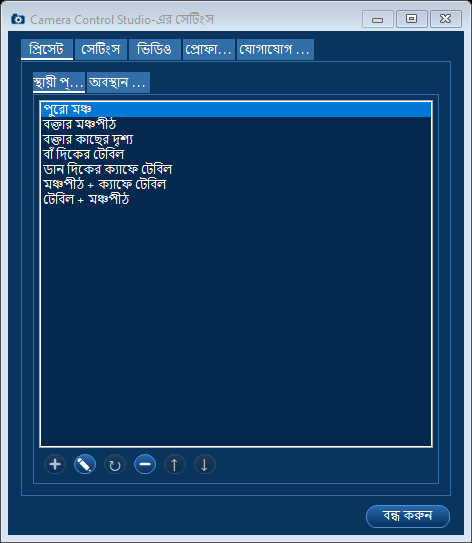 Camera Control Studio-এর সেটিংস
প্রিসেট সেটিংস ভিডিও প্রোফা... যোগাযোগ ...
স্থায়ী প্... অবস্থান ...
পুরো মঞ্চ
বক্তার মঞ্চপীঠ
বক্তার কাছের দৃশ্য
বাঁ দিকের টেবিল
ডান দিকের ক্যাফে টেবিল
মঞ্চপীঠ + ক্যাফে টেবিল
টেবিল + মঞ্চপীঠ
বন্ধ করুন